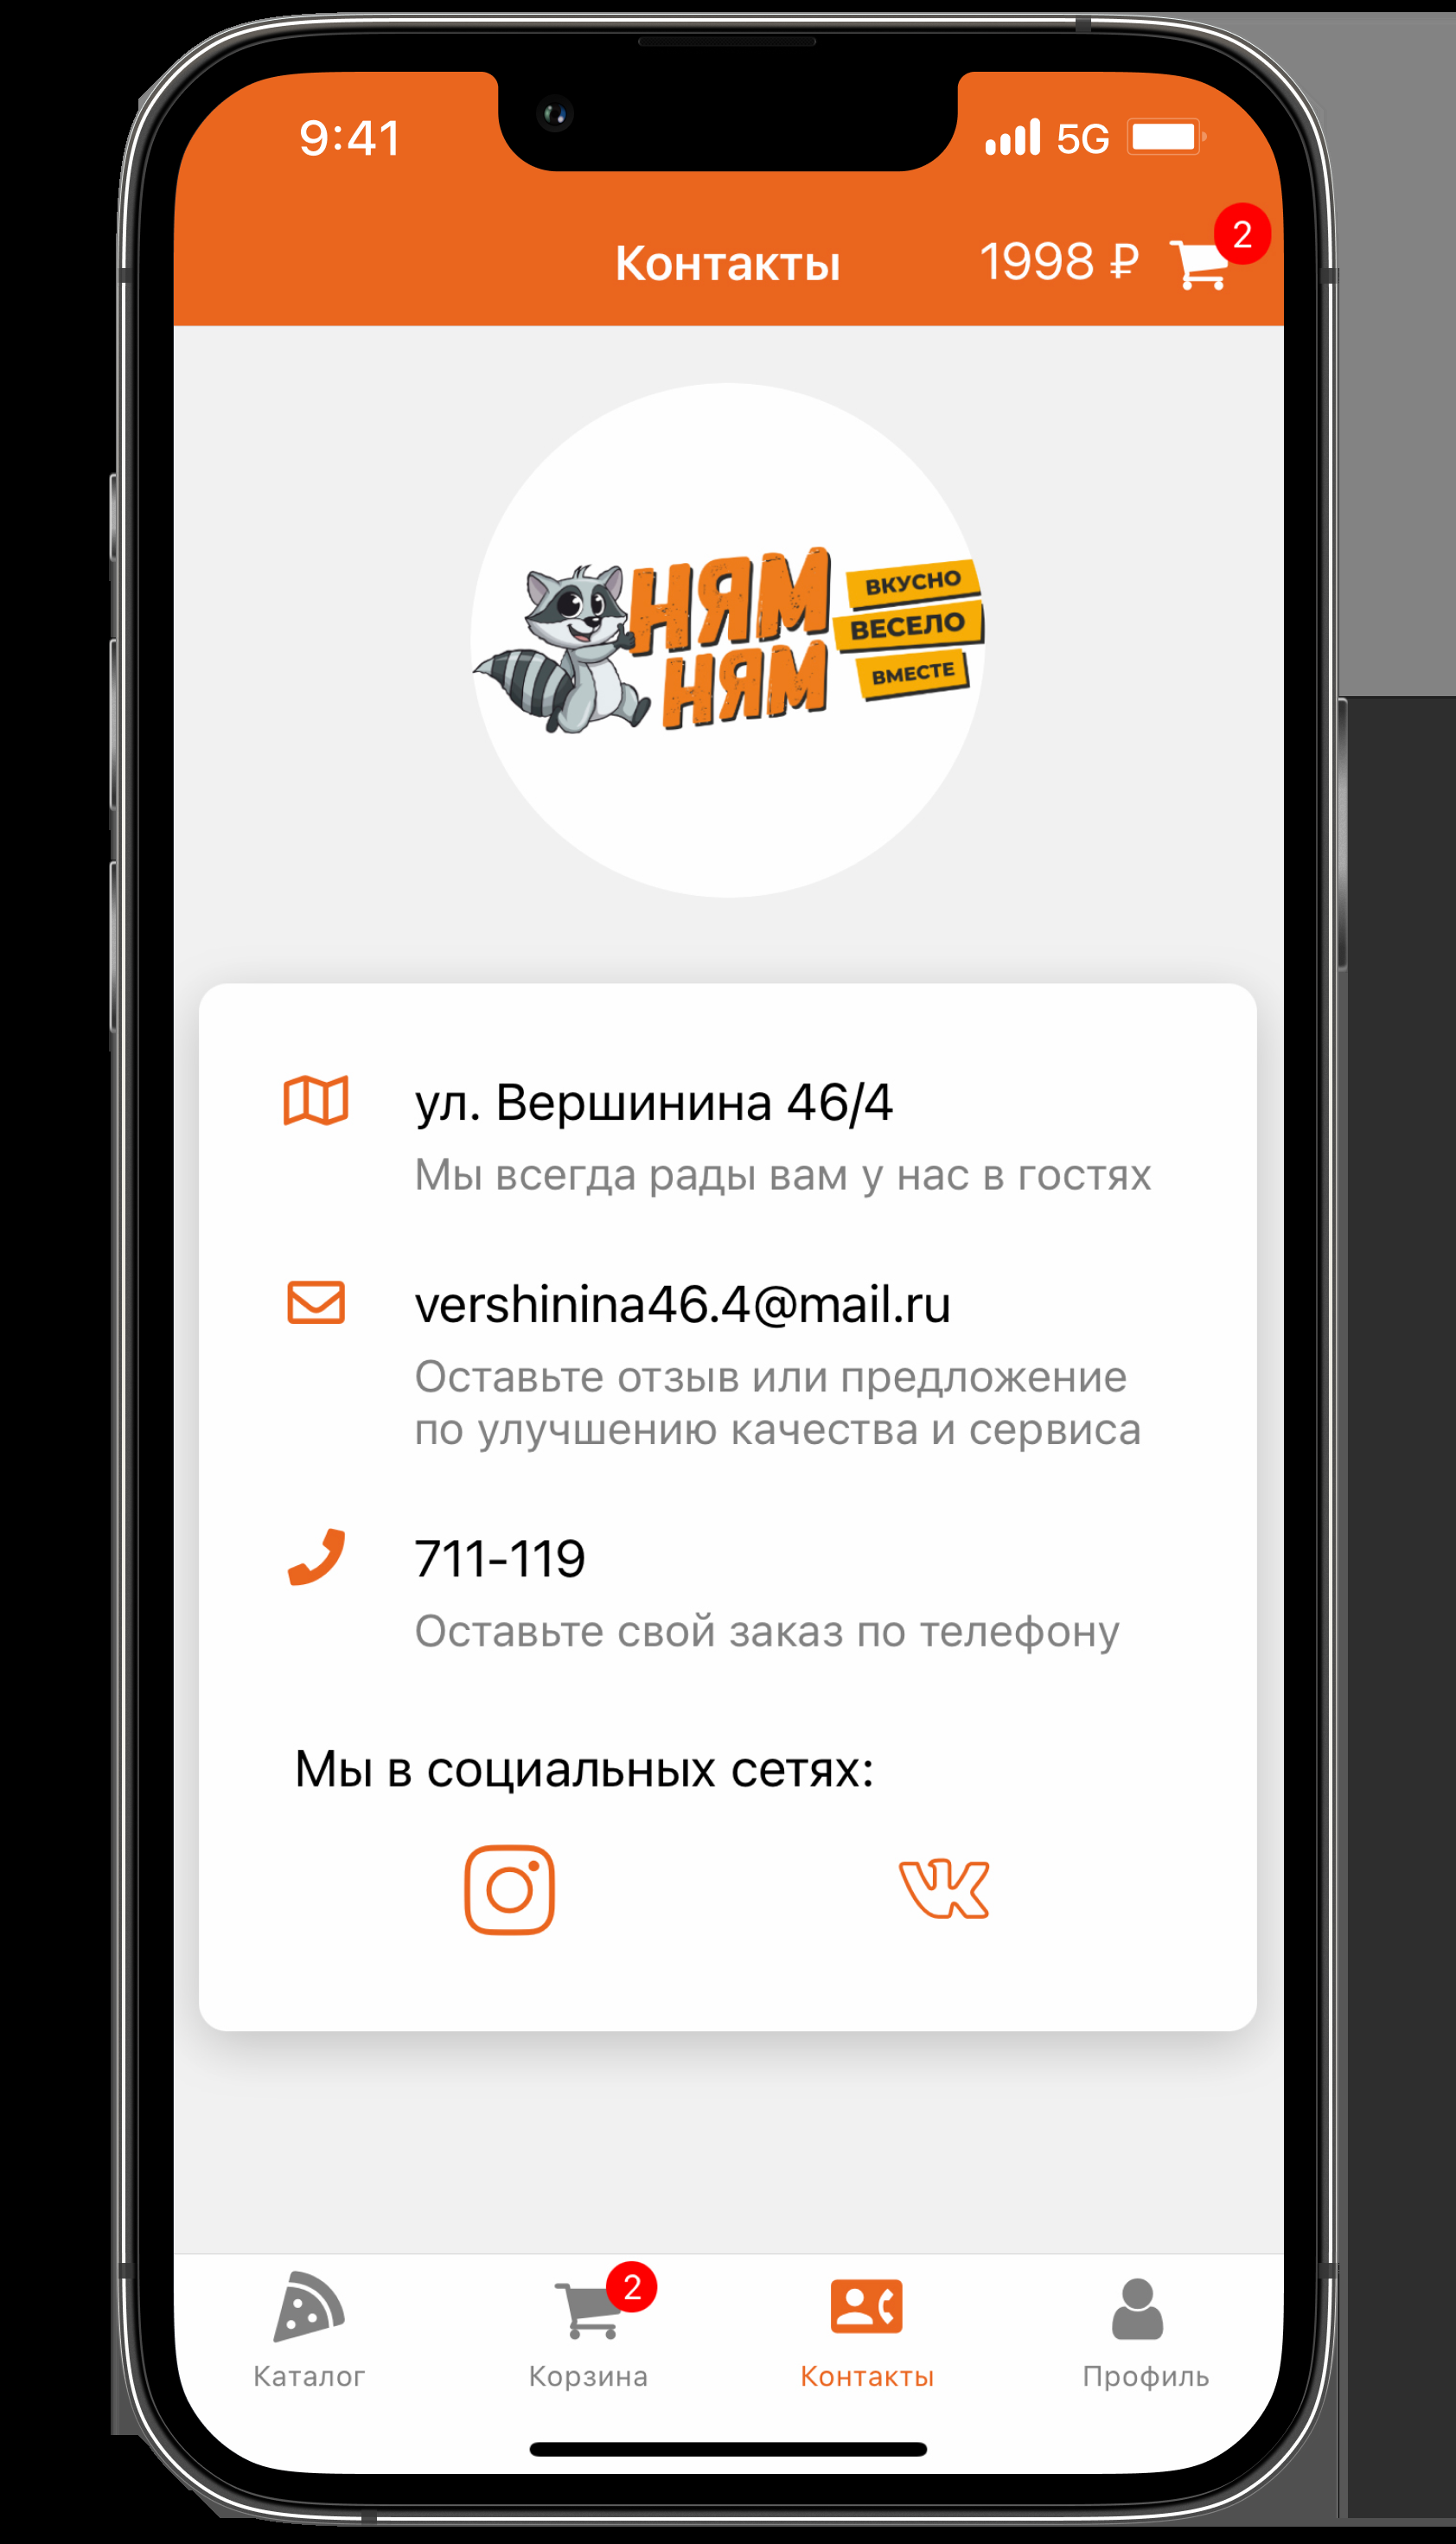 9:41
5G
Контакты
1998 ₽
2
НЯМ
НЯМ
ВКУСНО
ВЕСЕЛО
ВМЕСТЕ
ул. Вершинина 46/4
Мы всегда рады вам у нас в гостях
vershinina46.4@mail.ru
Оставьте отзыв или предложение
по улучшению качества и сервиса
711-119
Оставьте свой заказ по телефону
Мы в социальных сетях:
2
Каталог
Корзина
Контакты
Профиль